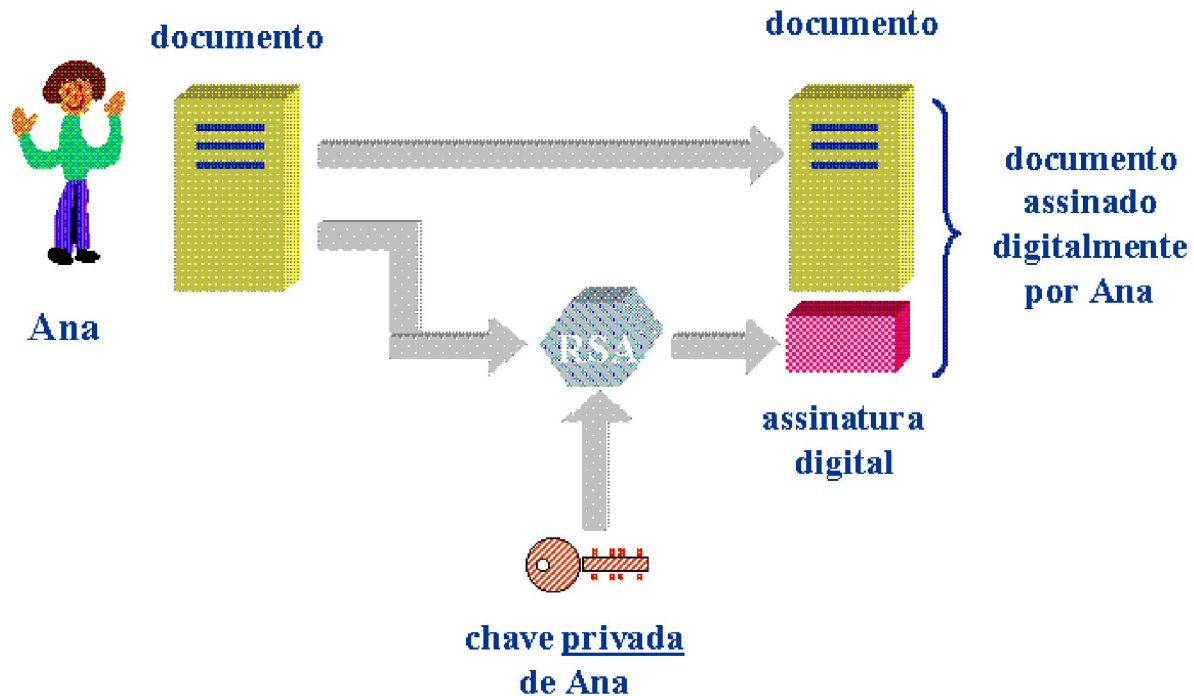 documento
documento
Ana
RSA
documento
assinado
digitalmente
por Ana
assinatura
digital
chave privada
de Ana